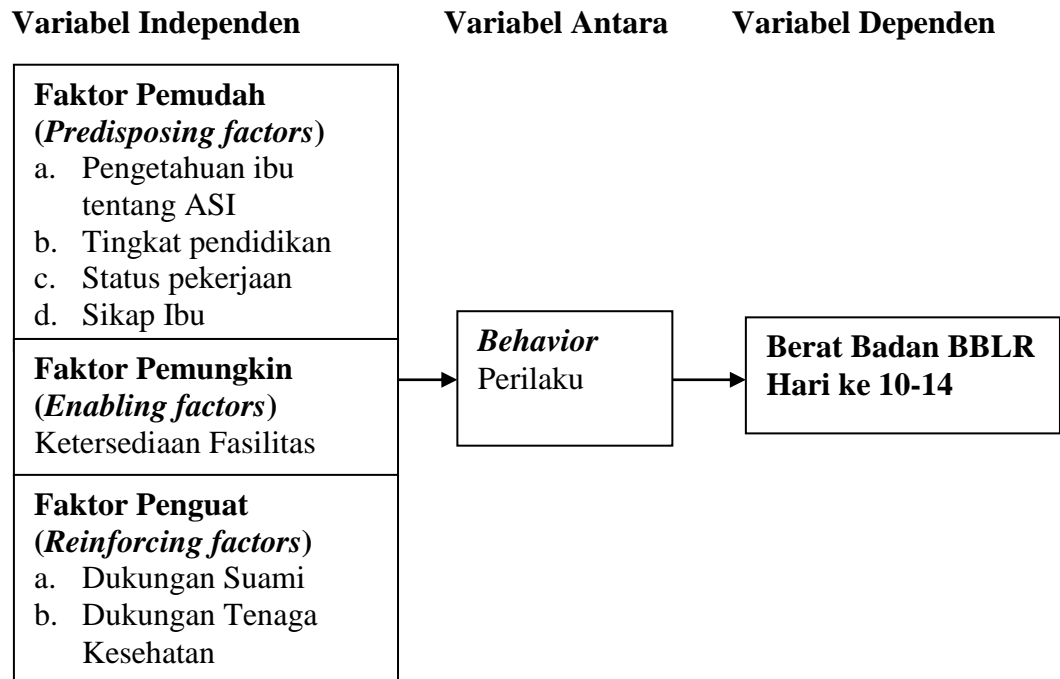 Variabel Independen Variabel Antara Variabel Dependen
Faktor Pemudah
(Predisposing factors)
a. Pengetahuan ibu
tentang ASI
b. Tingkat pendidikan
c. Status pekerjaan
d. Sikap Ibu
Faktor Pemungkin
(Enabling factors)
Ketersediaan Fasilitas
Faktor Penguat
(Reinforcing factors)
a. Dukungan Suami
b. Dukungan Tenaga
Kesehatan
Behavior
Perilaku
Berat Badan BBLR
Hari ke 10-14